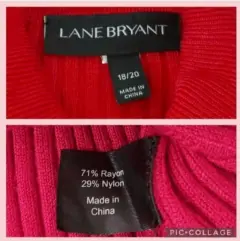 LANE BRYANT
18/20
MADE IN
CHINA
71% Rayon
29% Nylon
Made in
China
PIC•COLLAGE